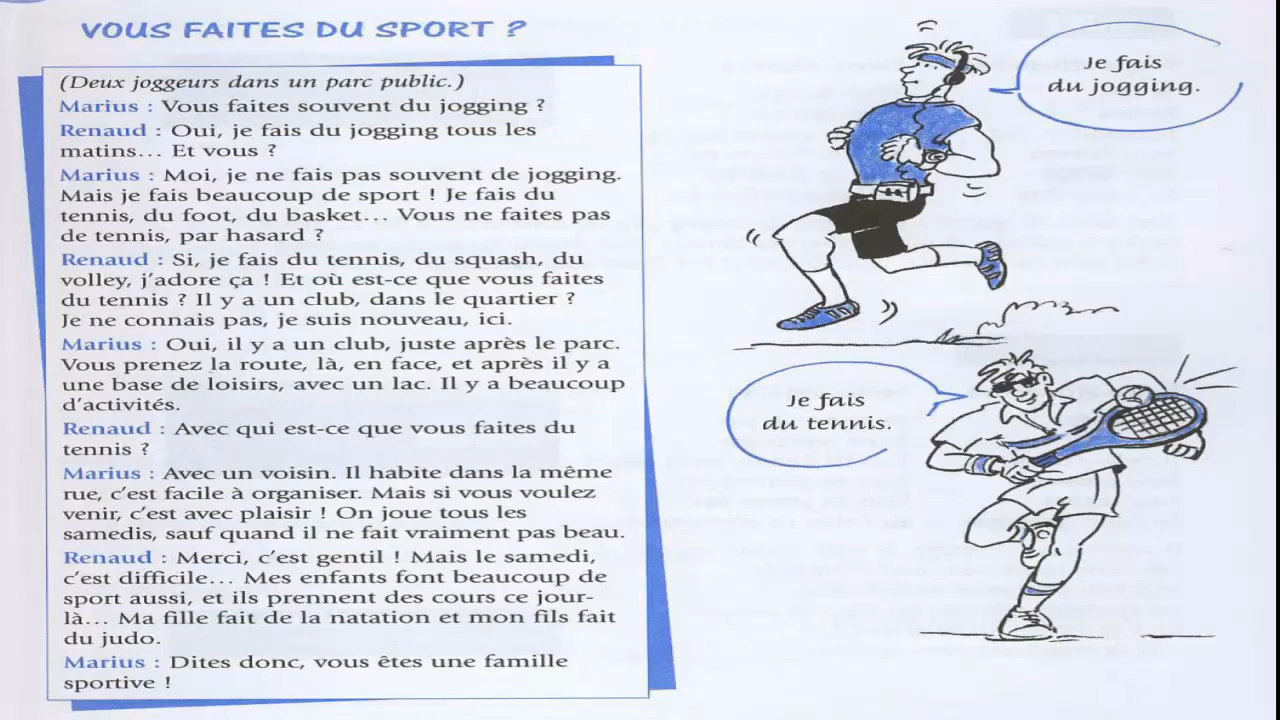 VOUS FAITES DU SPORT ?
(Deux joggeurs dans un parc public.)
Marius : Vous faites souvent du jogging ?
Renaud : Oui, je fais du jogging tous les
matins... Et vous ?
Marius : Moi, je ne fais pas souvent de jogging.
Mais je fais beaucoup de sport ! Je fais du
tennis, du foot, du basket... Vous ne faites pas
de tennis, par hasard ?
Renaud : Si, je fais du tennis, du squash, du
volley, j'adore ça ! Et où est-ce que vous faites
du tennis ? Il y a un club, dans le quartier ?
Je ne connais pas, je suis nouveau, ici.
Marius : Oui, il y a un club, juste après le parc.
Vous prenez la route, là, en face, et après il y a
une base de loisirs, avec un lac. Il y a beaucoup
d'activités.
Renaud : Avec qui est-ce que vous faites du
tennis ?
Marius : Avec un voisin. Il habite dans la même
rue, c'est facile à organiser. Mais si vous voulez
venir, c'est avec plaisir ! On joue tous les
samedis, sauf quand il ne fait vraiment pas beau.
Renaud : Merci, c'est gentil ! Mais le samedi,
c'est difficile... Mes enfants font beaucoup de
sport aussi, et ils prennent des cours ce jour-
là... Ma fille fait de la natation et mon fils fait
du judo.
Marius : Dites donc, vous êtes une famille
sportive !
Je fais
du jogging.
Je fais
du tennis.